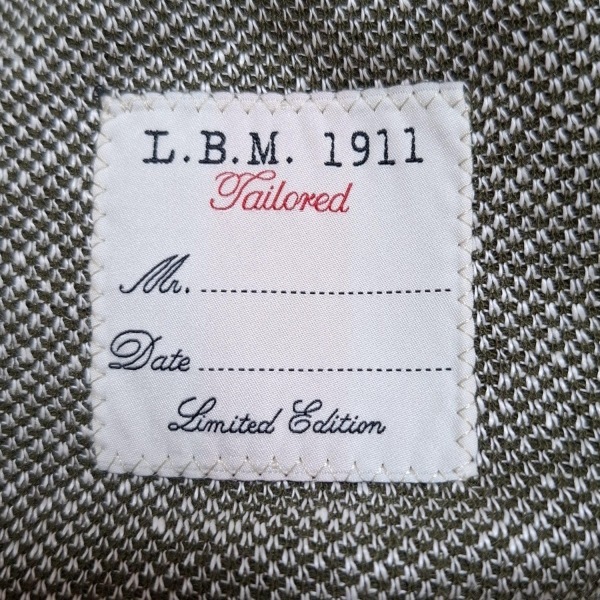 L.B.M. 1911
Tailored
Mr. ........................................
Date ........................................
Limited Edition